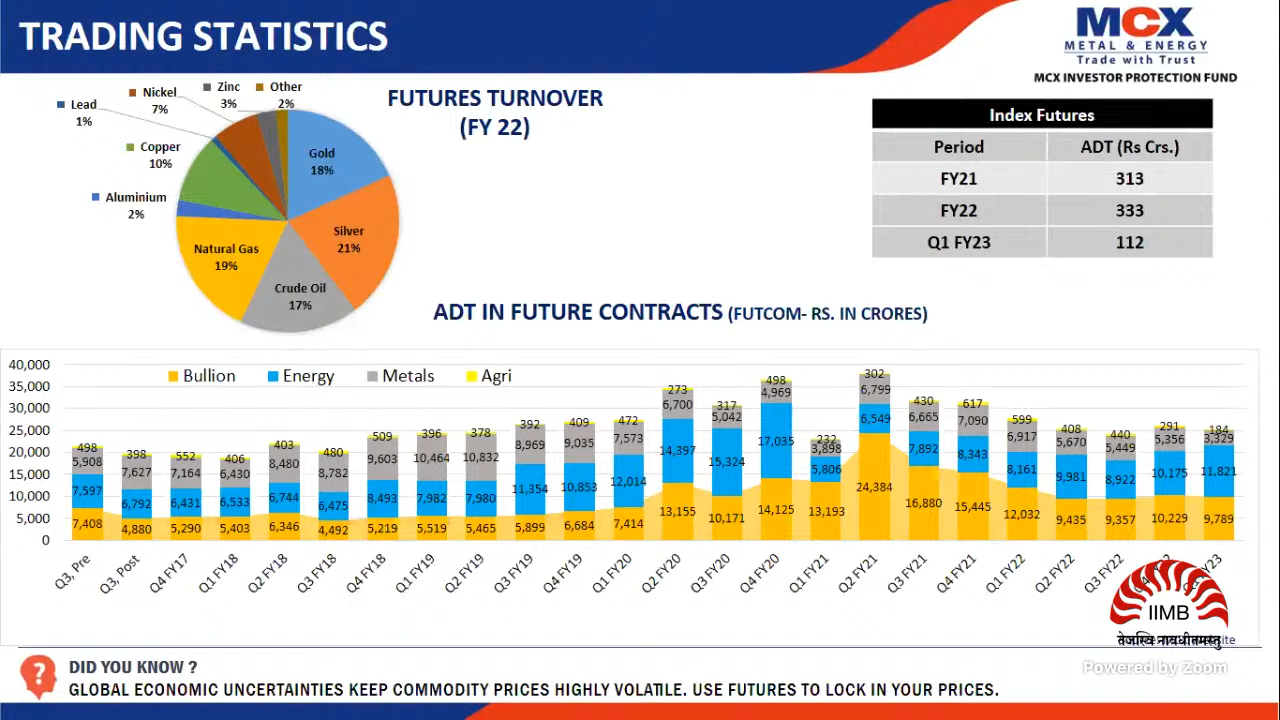 TRADING STATISTICS
MCX
METAL & ENERGY
Trade with Trust
MCX INVESTOR PROTECTION FUND
FUTURES TURNOVER
(FY 22)
Gold
18%
Silver
21%
Crude Oil
17%
Natural Gas
19%
Aluminium
2%
Copper
10%
Lead
1%
Nickel
7%
Zinc
3%
Other
2%
Index Futures
Period ADT (Rs Crs.)
FY21 313
FY22 333
Q1 FY23 112
ADT IN FUTURE CONTRACTS (FUTCOM- RS. IN CRORES)
Bullion Energy Metals Agri
40,000
35,000
30,000
25,000
20,000
15,000
10,000
5,000
0
498 398 552 406 403 480 509 396 378 392 409 472 273 317 498 232 302 430 617 599 408 440 291 184
5,908 7,627 7,164 6,430 8,480 8,782 9,603 10,464 10,832 8,969 9,035 7,573 6,700 5,042 4,969 3,898 6,799 6,665 7,090 6,917 5,670 5,449 5,356 3,329
7,597 6,792 6,431 6,533 6,744 6,475 8,493 7,982 7,980 11,354 10,853 12,014 14,397 15,324 17,035 5,806 6,549 7,892 8,343 8,161 9,981 8,922 10,175 11,821
7,408 4,880 5,290 5,403 6,346 4,492 5,219 5,519 5,465 5,899 6,684 7,414 13,155 10,171 14,125 13,193 24,384 16,880 15,445 12,032 9,435 9,357 10,229 9,789
Q3, Pre Q3, Post Q4 FY17 Q1 FY18 Q2 FY18 Q3 FY18 Q4 FY18 Q1 FY19 Q2 FY19 Q3 FY19 Q4 FY19 Q1 FY20 Q2 FY20 Q3 FY20 Q4 FY20 Q1 FY21 Q2 FY21 Q3 FY21 Q4 FY21 Q1 FY22 Q2 FY22 Q3 FY22
IIMB
तेजस्वि नावधीतमस्तु
Powered by Zoom
DID YOU KNOW ?
GLOBAL ECONOMIC UNCERTAINTIES KEEP COMMODITY PRICES HIGHLY VOLATILE. USE FUTURES TO LOCK IN YOUR PRICES.